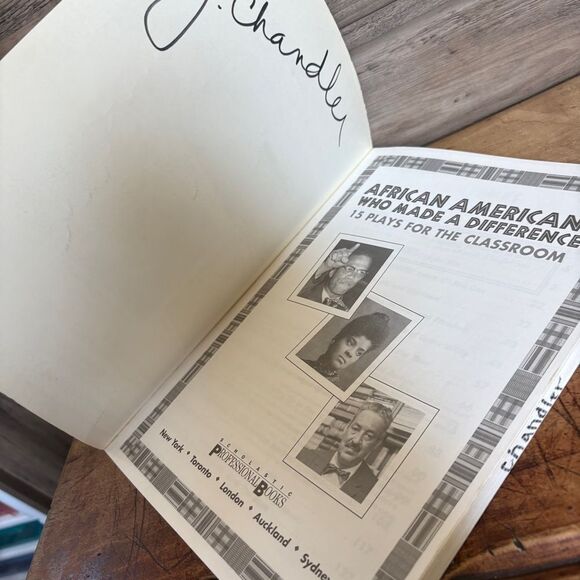 J. Chandler
AFRICAN AMERICAN
WHO MADE A DIFFERENCE
15 PLAYS FOR THE CLASSROOM
SCHOLASTIC
PROFESSIONAL BOOKS
New York • Toronto • London • Auckland • Sydney
Chandler